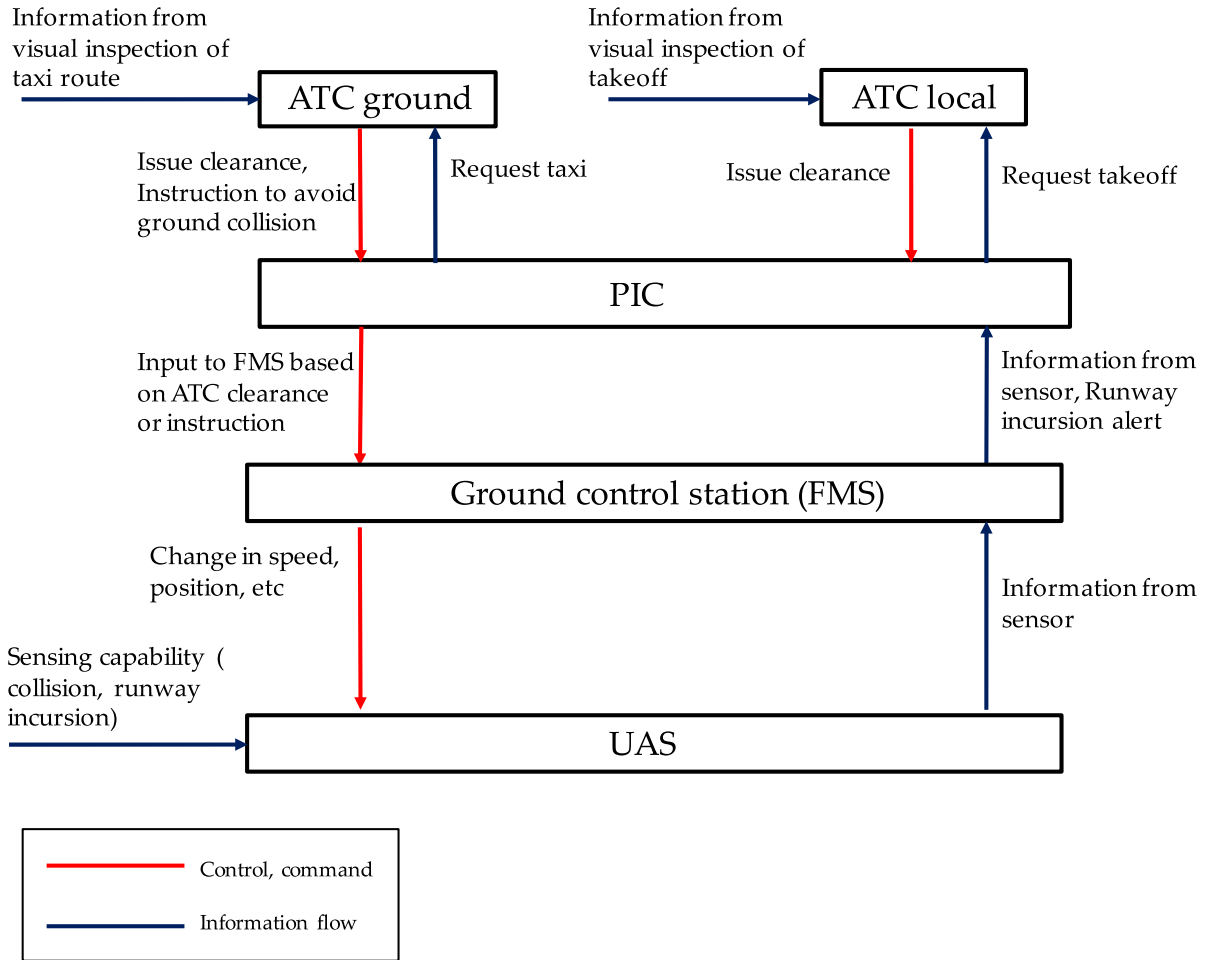 Information from
visual inspection of
taxi route
Information from
visual inspection of
takeoff
ATC ground
ATC local
Issue clearance,
Instruction to avoid
ground collision
Request taxi
Issue clearance
Request takeoff
PIC
Input to FMS based
on ATC clearance
or instruction
Information from
sensor, Runway
incursion alert
Ground control station (FMS)
Change in speed,
position, etc
Information from
sensor
Sensing capability (
collision, runway
incursion)
UAS
Control, command
Information flow